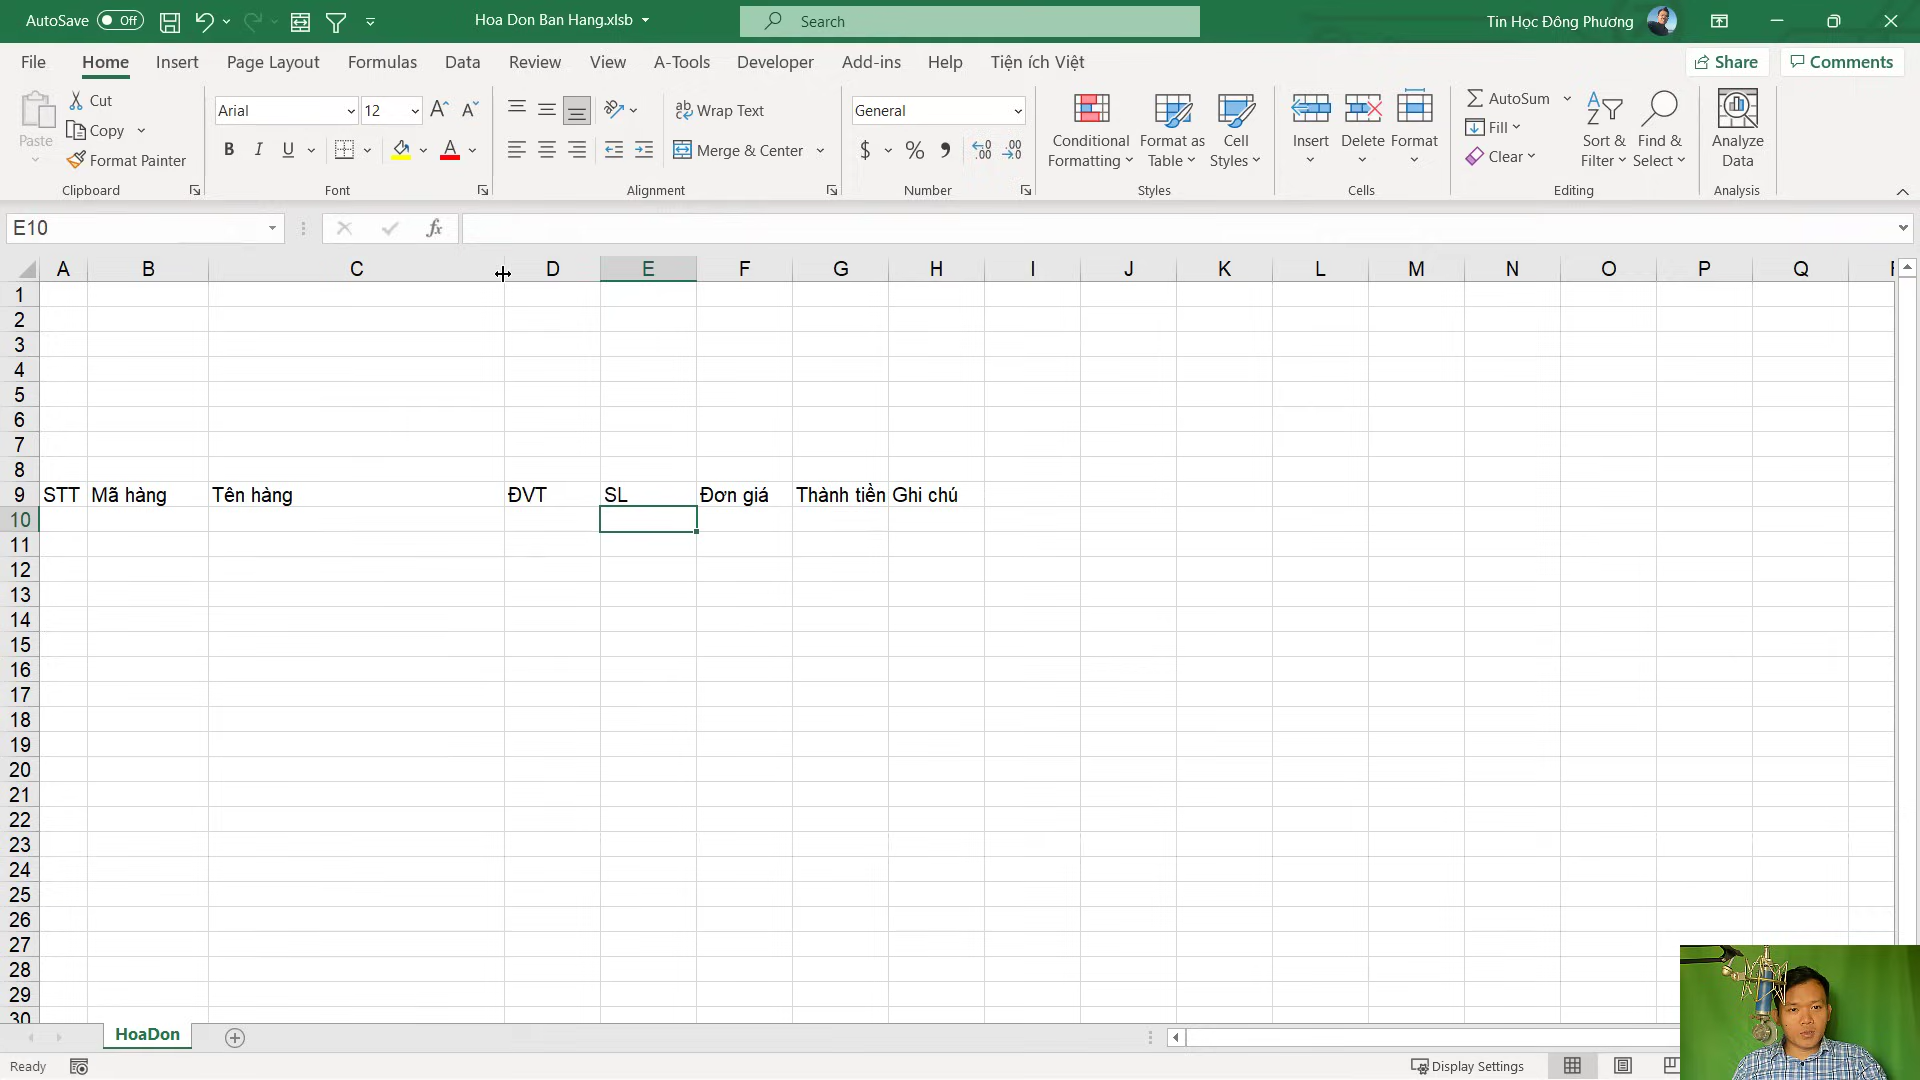 AutoSave Off Hoa Don Ban Hang.xlsb Search Tin Học Đông Phương
File Home Insert Page Layout Formulas Data Review View A-Tools Developer Add-ins Help Tiện ích Việt Share Comments
Paste Cut Copy Format Painter Clipboard
Arial 12 B I U A Font
ab Wrap Text Merge & Center Alignment
General $ % Number
Conditional Formatting Format as Table Cell Styles Styles
Insert Delete Format Cells
AutoSum Fill Clear Sort & Filter Find & Select Editing
Analyze Data Analysis
E10 fx
A B C D E F G H I J K L M N O P Q
1
2
3
4
5
6
7
8
9 STT Mã hàng Tên hàng ĐVT SL Đơn giá Thành tiền Ghi chú
10
11
12
13
14
15
16
17
18
19
20
21
22
23
24
25
26
27
28
29
30
HoaDon
Ready Display Settings